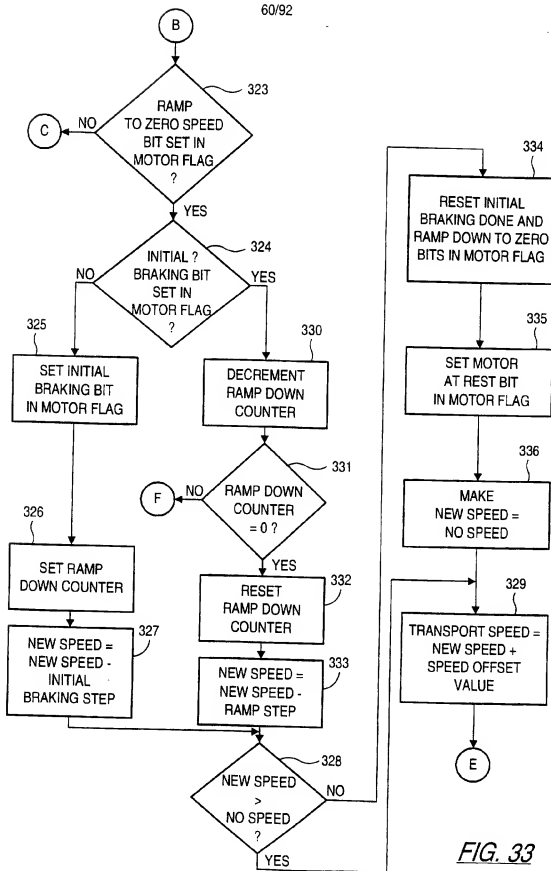 60/92
B
323
RAMP
TO ZERO SPEED
BIT SET IN
MOTOR FLAG
?
NO
C
YES
324
INITIAL ?
BRAKING BIT
SET IN
MOTOR FLAG
?
NO
YES
325
SET INITIAL
BRAKING BIT
IN MOTOR FLAG
326
SET RAMP
DOWN COUNTER
327
NEW SPEED =
NEW SPEED -
INITIAL
BRAKING STEP
330
DECREMENT
RAMP DOWN
COUNTER
331
RAMP DOWN
COUNTER
= 0 ?
NO
F
YES
332
RESET
RAMP DOWN
COUNTER
333
NEW SPEED =
NEW SPEED -
RAMP STEP
328
NEW SPEED
>
NO SPEED
?
NO
YES
334
RESET INITIAL
BRAKING DONE AND
RAMP DOWN TO ZERO
BITS IN MOTOR FLAG
335
SET MOTOR
AT REST BIT
IN MOTOR FLAG
336
MAKE
NEW SPEED =
NO SPEED
329
TRANSPORT SPEED =
NEW SPEED +
SPEED OFFSET
VALUE
E
FIG. 33